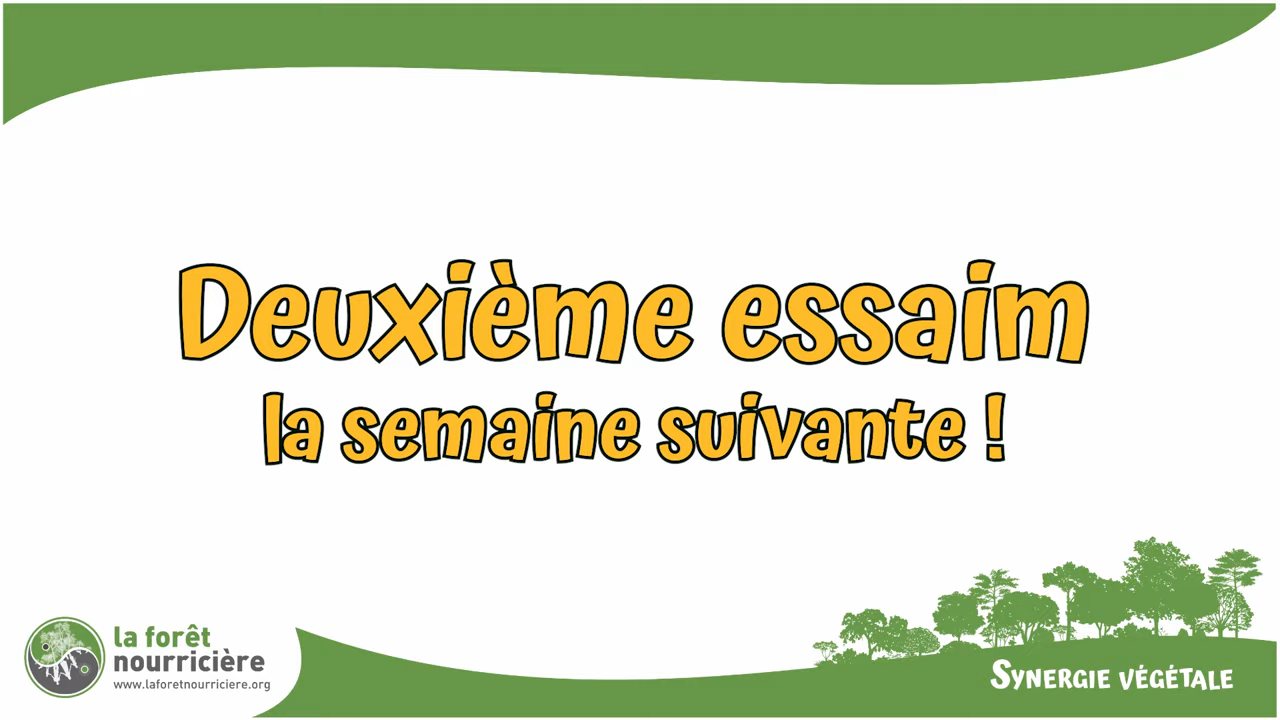 Deuxième essaim
la semaine suivante !
la forêt
nourricière
www.laforetnourriciere.org
Synergie végétale